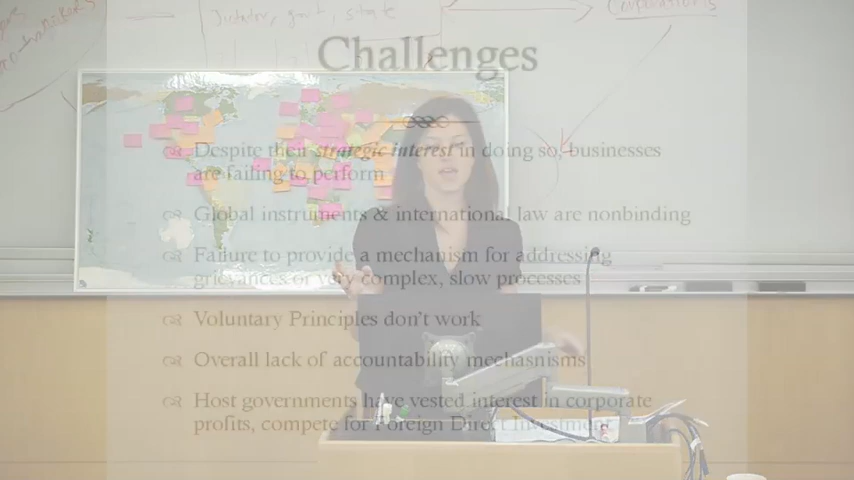 Corporations
Challenges
Despite their strategic interest in doing so, businesses
are failing to perform
Global instruments & international law are nonbinding
Failure to provide a mechanism for addressing
grievances or very complex, slow processes
Voluntary Principles don't work
Overall lack of accountability mechasnisms
Host governments have vested interest in corporate
profits, compete for Foreign Direct Investment